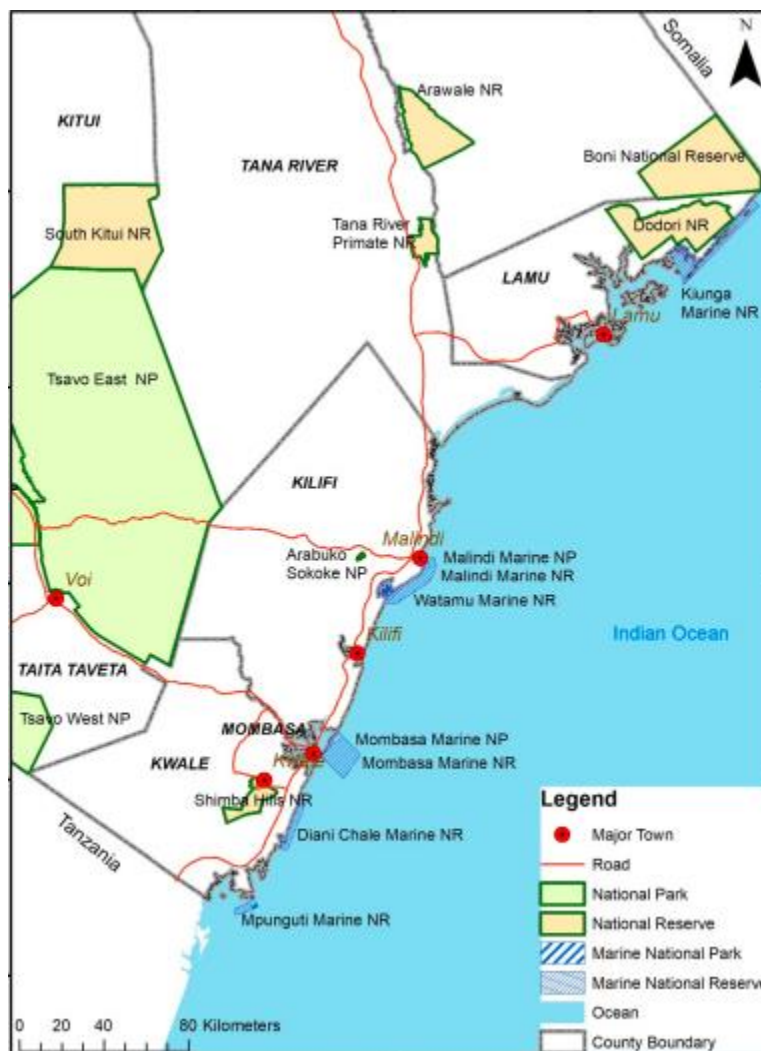 N
Somalia
Arawale NR
KITUI
Boni National Reserve
TANA RIVER
South Kitui NR
Tana River
Primate NR
Dodori NR
LAMU
Kiunga
Marine NR
Lamu
Tsavo East NP
KILIFI
Malindi
Arabuko
Sokoke NP
Malindi Marine NP
Malindi Marine NR
Watamu Marine NR
Voi
Kilifi
Indian Ocean
TAITA TAVETA
Tsavo West NP
MOMBASA
Mombasa Marine NP
Mombasa Marine NR
KWALE
Shimba Hills NR
Diani Chale Marine NR
Tanzania
Mpunguti Marine NR
Legend
Major Town
Road
National Park
National Reserve
Marine National Park
Marine National Reserve
Ocean
County Boundary
0 20 40 80 Kilometers